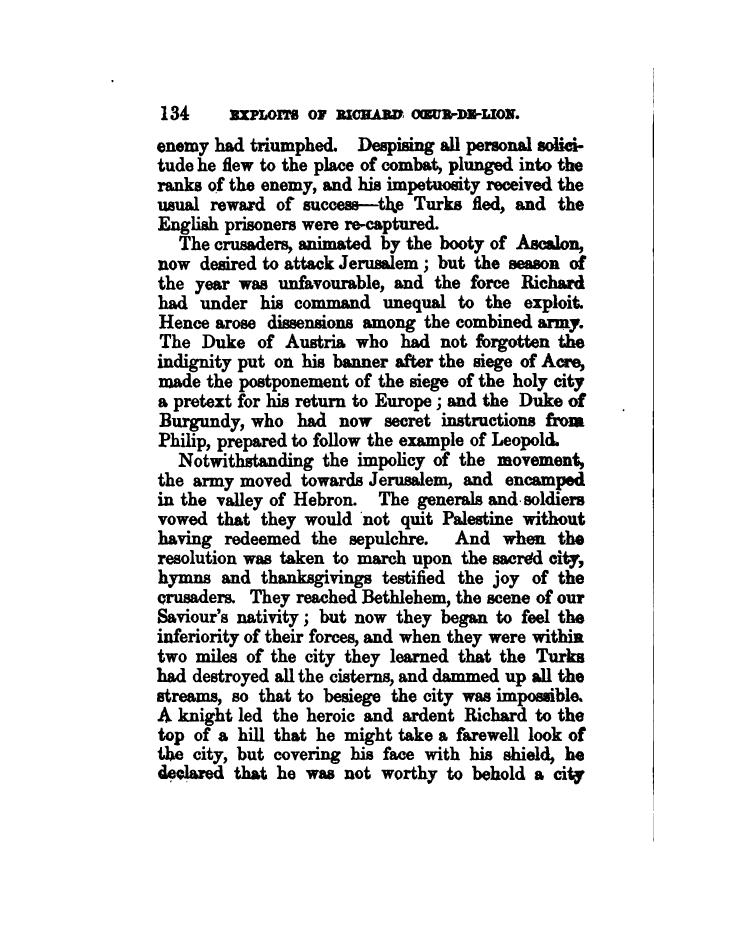 134 EXPLOITS OF RICHARD CŒUR-DE-LION.
enemy had triumphed. Despising all personal solici-
tude he flew to the place of combat, plunged into the
ranks of the enemy, and his impetuosity received the
usual reward of success—the Turks fled, and the
English prisoners were re-captured.
The crusaders, animated by the booty of Ascalon,
now desired to attack Jerusalem ; but the season of
the year was unfavourable, and the force Richard
had under his command unequal to the exploit.
Hence arose dissensions among the combined army.
The Duke of Austria who had not forgotten the
indignity put on his banner after the siege of Acre,
made the postponement of the siege of the holy city
a pretext for his return to Europe ; and the Duke of
Burgundy, who had now secret instructions from
Philip, prepared to follow the example of Leopold.
Notwithstanding the impolicy of the movement,
the army moved towards Jerusalem, and encamped
in the valley of Hebron. The generals and soldiers
vowed that they would not quit Palestine without
having redeemed the sepulchre. And when the
resolution was taken to march upon the sacred city,
hymns and thanksgivings testified the joy of the
crusaders. They reached Bethlehem, the scene of our
Saviour's nativity ; but now they began to feel the
inferiority of their forces, and when they were within
two miles of the city they learned that the Turks
had destroyed all the cisterns, and dammed up all the
streams, so that to besiege the city was impossible.
A knight led the heroic and ardent Richard to the
top of a hill that he might take a farewell look of
the city, but covering his face with his shield, he
declared that he was not worthy to behold a city